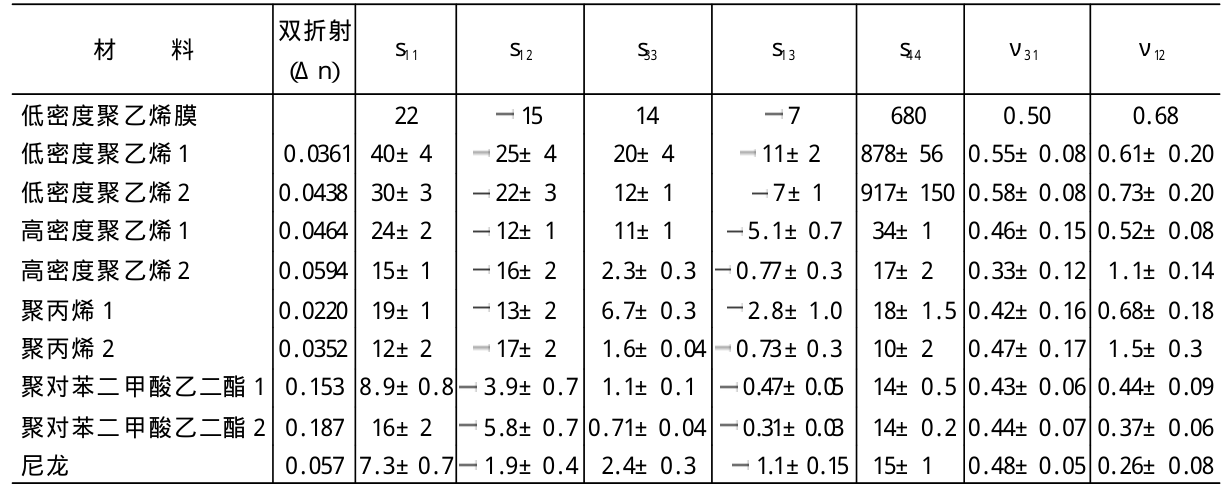 材 料 双折射 (Δn) s11 s12 s33 s13 s44 ν31 ν12
低密度聚乙烯膜 22 －15 14 －7 680 0.50 0.68
低密度聚乙烯1 0.0361 40±4 －25±4 20±4 －11±2 878±56 0.55±0.08 0.61±0.20
低密度聚乙烯2 0.0438 30±3 －22±3 12±1 －7±1 917±150 0.58±0.08 0.73±0.20
高密度聚乙烯1 0.0464 24±2 －12±1 11±1 －5.1±0.7 34±1 0.46±0.15 0.52±0.08
高密度聚乙烯2 0.0594 15±1 －16±2 2.3±0.3 －0.77±0.3 17±2 0.33±0.12 1.1±0.14
聚丙烯1 0.0220 19±1 －13±2 6.7±0.3 －2.8±1.0 18±1.5 0.42±0.16 0.68±0.18
聚丙烯2 0.0352 12±2 －17±2 1.6±0.04 －0.73±0.3 10±2 0.47±0.17 1.5±0.3
聚对苯二甲酸乙二酯1 0.153 8.9±0.8 －3.9±0.7 1.1±0.1 －0.47±0.05 14±0.5 0.43±0.06 0.44±0.09
聚对苯二甲酸乙二酯2 0.187 16±2 －5.8±0.7 0.71±0.04 －0.31±0.03 14±0.2 0.44±0.07 0.37±0.06
尼龙 0.057 7.3±0.7 －1.9±0.4 2.4±0.3 －1.1±0.15 15±1 0.48±0.05 0.26±0.08